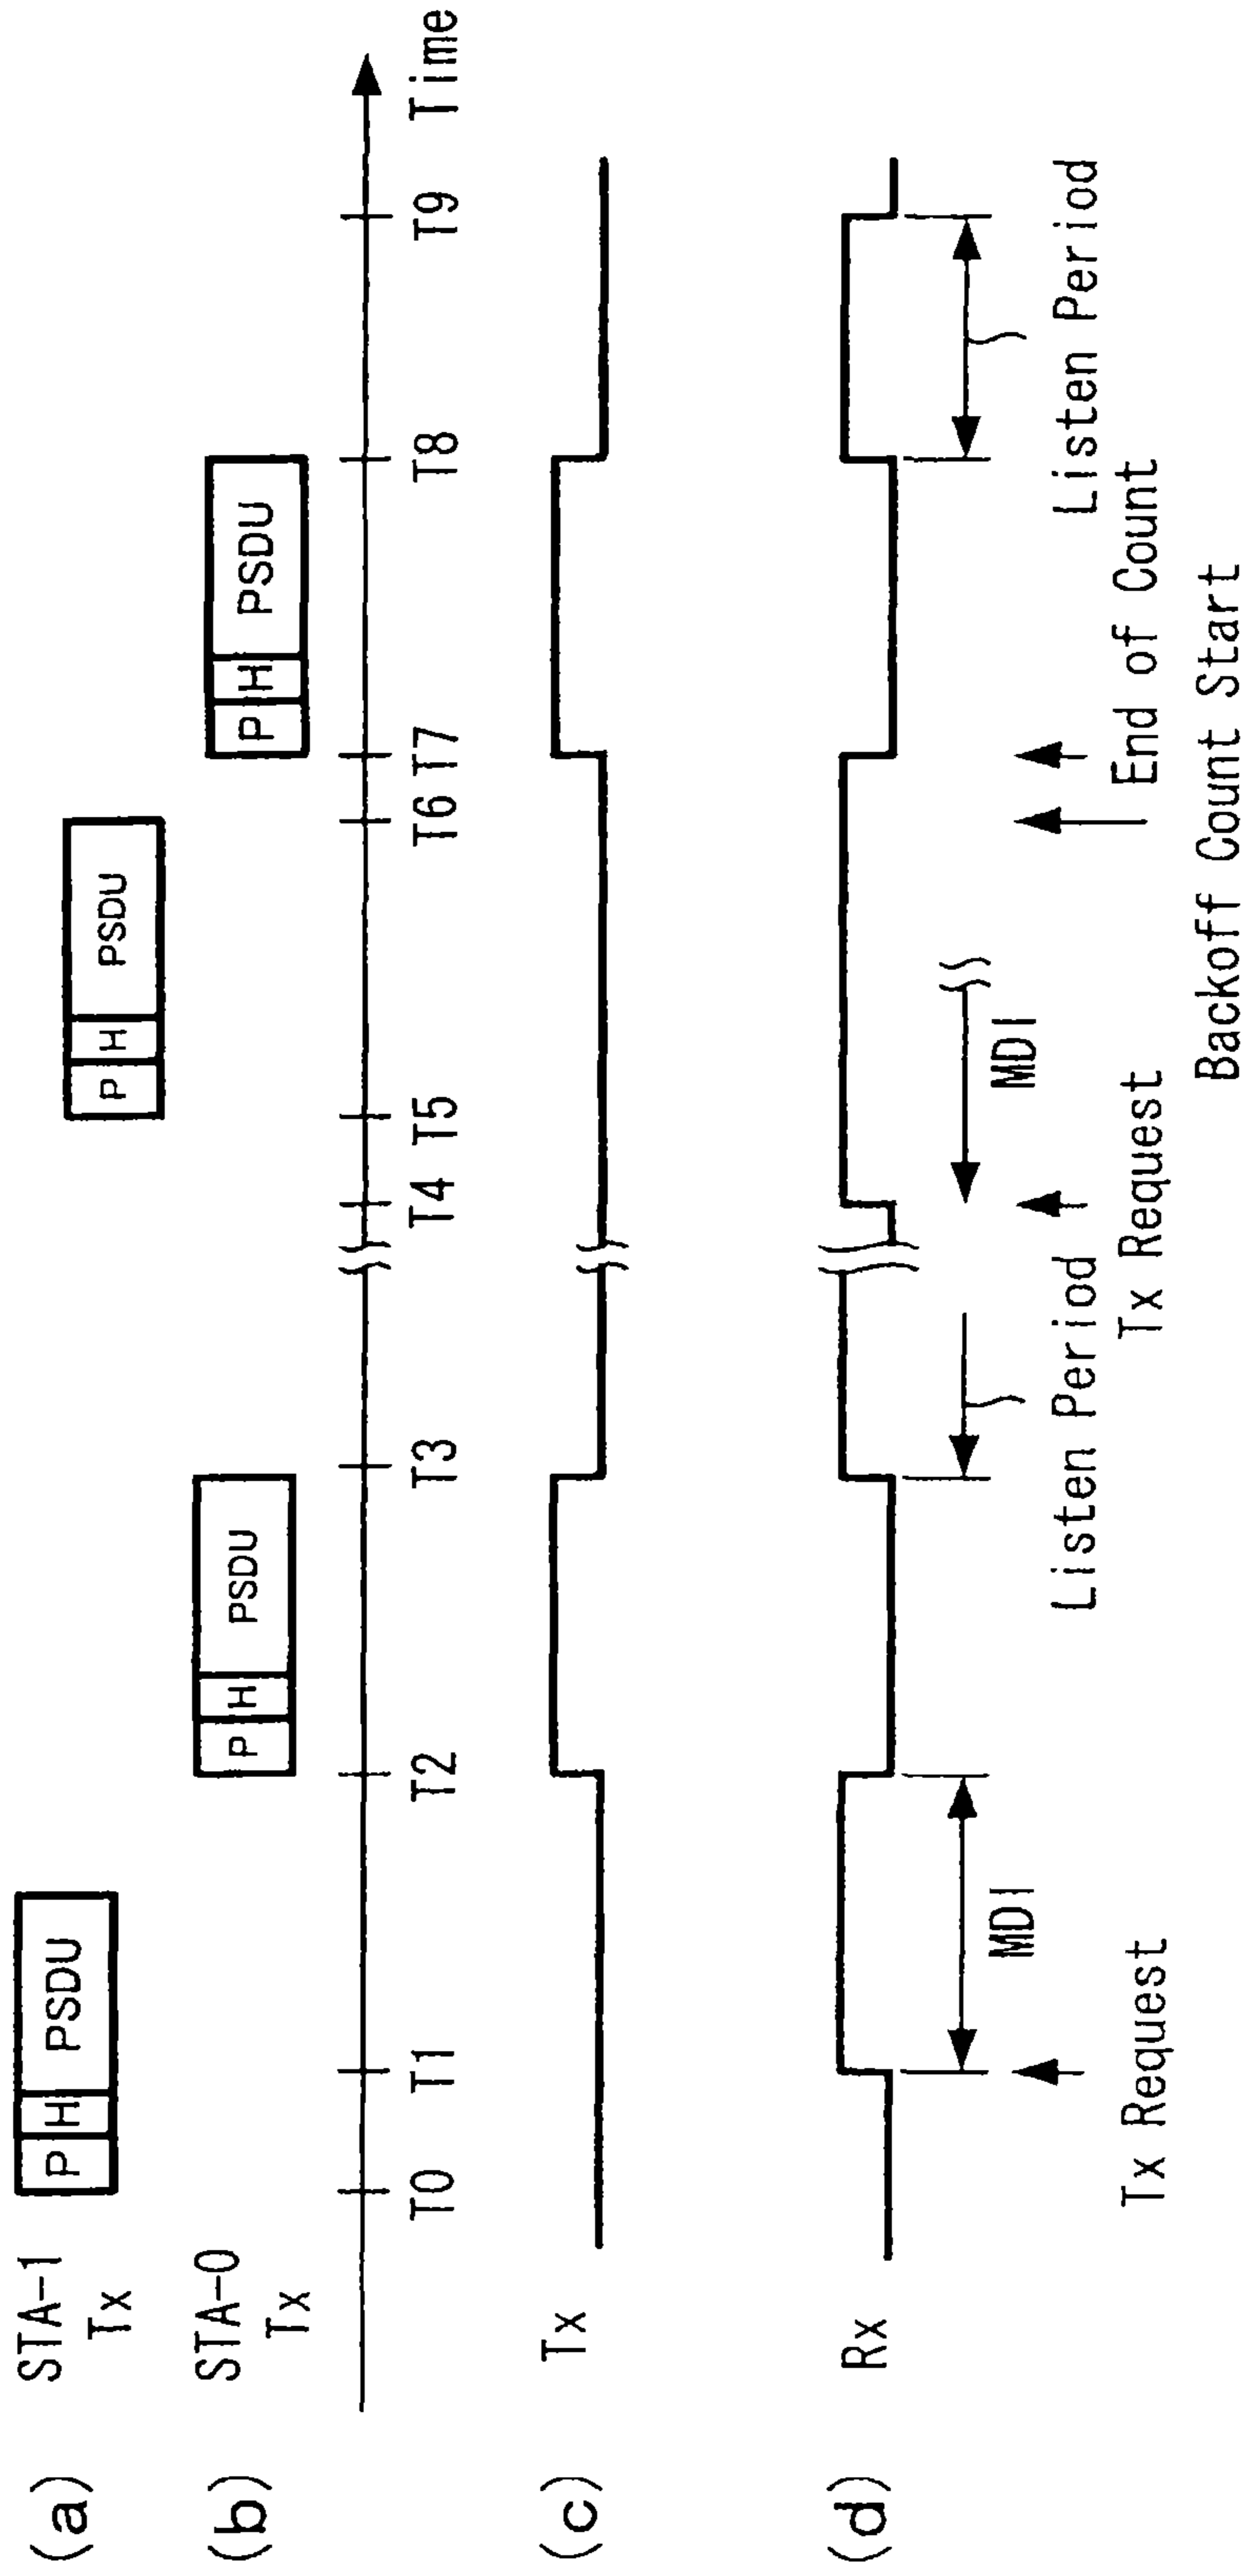 (a)
STA-1
Tx
P H PSDU
P H PSDU
(b)
STA-0
Tx
P H PSDU
P H PSDU
T0 T1 T2 T3 T4 T5 T6 T7 T8 T9 Time
(c)
Tx
(d)
Rx
MDI
MDI
Listen Period
Listen Period
Tx Request
Tx Request
End of Count
Backoff Count Start